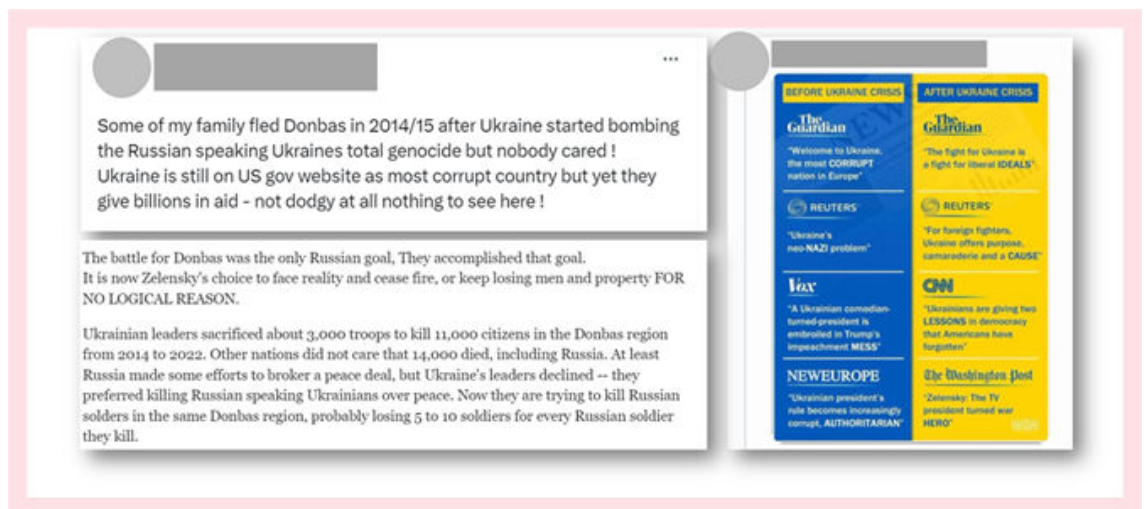 Some of my family fled Donbas in 2014/15 after Ukraine started bombing
the Russian speaking Ukraines total genocide but nobody cared !
Ukraine is still on US gov website as most corrupt country but yet they
give billions in aid - not dodgy at all nothing to see here !
The battle for Donbas was the only Russian goal, They accomplished that goal.
It is now Zelensky's choice to face reality and cease fire, or keep losing men and property FOR
NO LOGICAL REASON.
Ukrainian leaders sacrificed about 3,000 troops to kill 11,000 citizens in the Donbas region
from 2014 to 2022. Other nations did not care that 14,000 died, including Russia. At least
Russia made some efforts to broker a peace deal, but Ukraine's leaders declined -- they
preferred killing Russian speaking Ukrainians over peace. Now they are trying to kill Russian
solders in the same Donbas region, probably losing 5 to 10 soldiers for every Russian soldier
they kill.
BEFORE UKRAINE CRISIS
The
Guardian
"Welcome to Ukraine,
the most CORRUPT
nation in Europe"
REUTERS
"Ukraine's
neo-NAZI problem"
Vox
"A Ukrainian comedian-
turned-president is
embroiled in Trump's
impeachment MESS"
NEWEUROPE
"Ukrainian president's
rule becomes increasingly
corrupt, AUTHORITARIAN"
AFTER UKRAINE CRISIS
The
Guardian
"The fight for Ukraine is
a fight for liberal IDEALS"
REUTERS
"For foreign fighters,
Ukraine offers purpose,
camaraderie and a CAUSE"
CNN
"Ukrainians are giving two
LESSONS in democracy
that Americans have
forgotten"
The Washington Post
"Zelensky: The TV
president turned war
HERO"